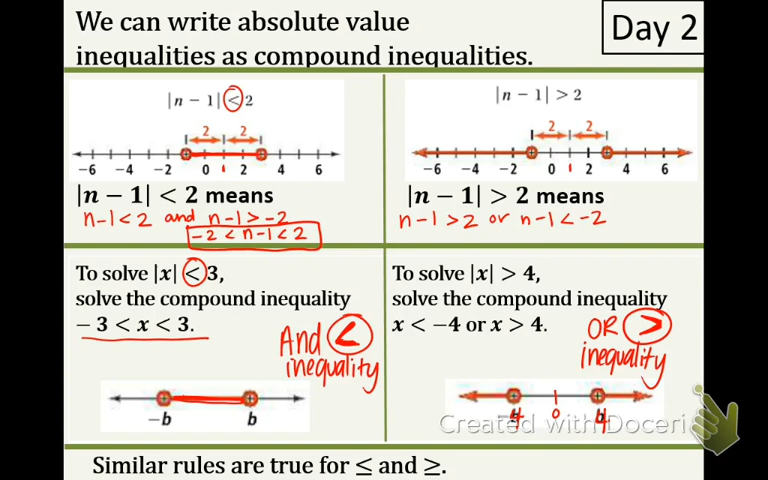 We can write absolute value
inequalities as compound inequalities.
Day 2
|n − 1| < 2
2 2
−6 −4 −2 0 1 2 4 6
|n − 1| < 2 means
n-1<2 and n-1>-2
-2 < n-1 < 2
|n − 1| > 2
2 2
−6 −4 −2 0 1 2 4 6
|n − 1| > 2 means
n-1>2 or n-1<-2
To solve |x| < 3,
solve the compound inequality
− 3 < x < 3.
And <
inequality
−b b
To solve |x| > 4,
solve the compound inequality
x < −4 or x > 4.
OR >
inequality
-4 0 4
Created with Doceri
Similar rules are true for ≤ and ≥.